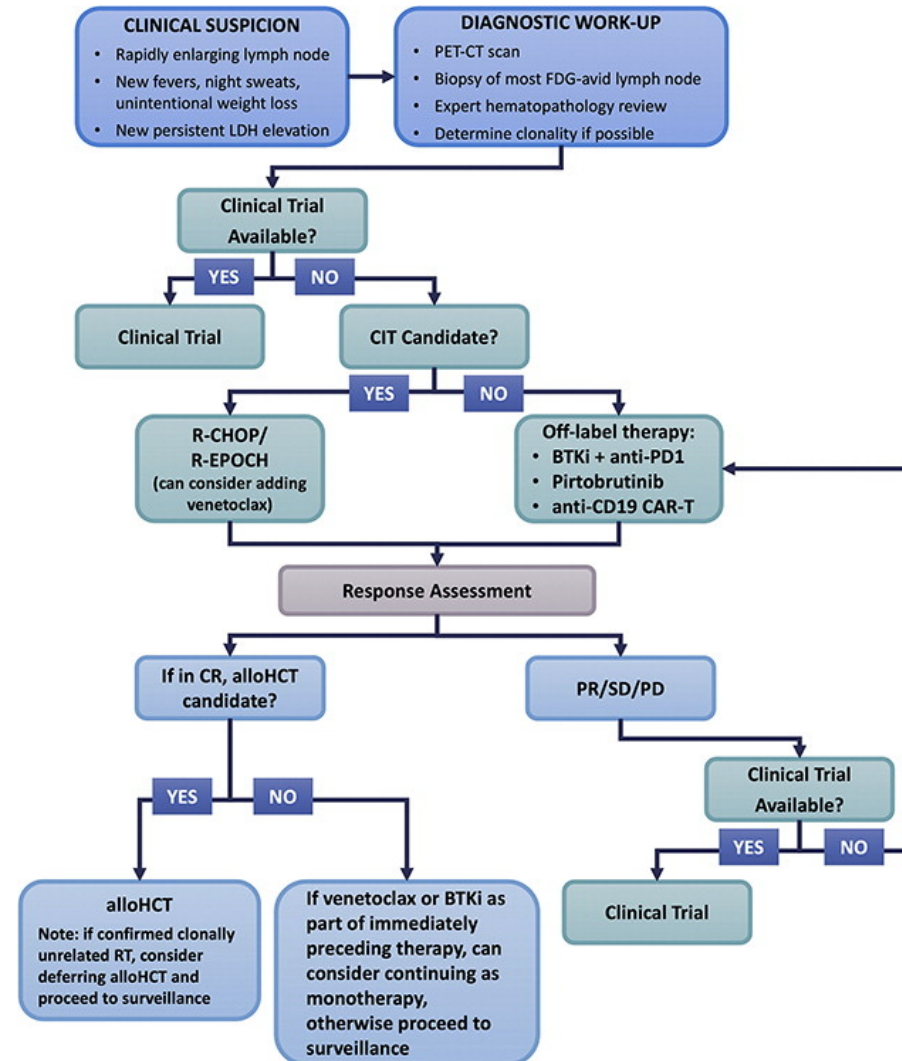 CLINICAL SUSPICION
• Rapidly enlarging lymph node
• New fevers, night sweats,
unintentional weight loss
• New persistent LDH elevation
DIAGNOSTIC WORK-UP
• PET-CT scan
• Biopsy of most FDG-avid lymph node
• Expert hematopathology review
• Determine clonality if possible
Clinical Trial
Available?
YES
NO
Clinical Trial
CIT Candidate?
YES
NO
R-CHOP/
R-EPOCH
(can consider adding
venetoclax)
Off-label therapy:
• BTKi + anti-PD1
• Pirtobrutinib
• anti-CD19 CAR-T
Response Assessment
If in CR, alloHCT
candidate?
PR/SD/PD
YES
NO
Clinical Trial
Available?
YES
NO
Clinical Trial
alloHCT
Note: if confirmed clonally
unrelated RT, consider
deferring alloHCT and
proceed to surveillance
If venetoclax or BTKi as
part of immediately
preceding therapy, can
consider continuing as
monotherapy,
otherwise proceed to
surveillance